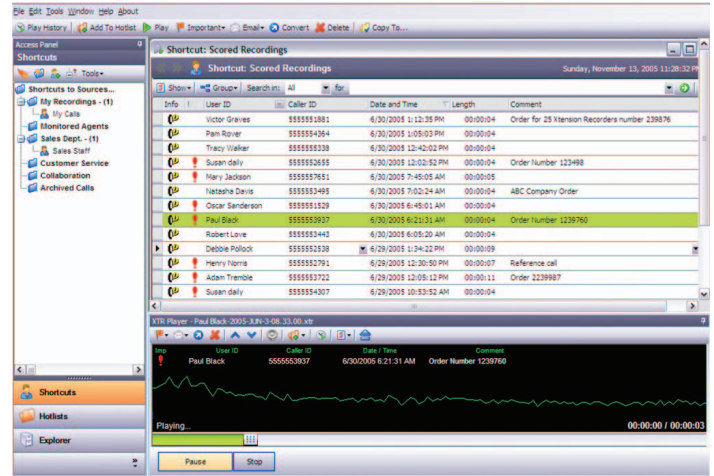 File Edit Tools Window Help About
Play History Add To Hotlist Play Important Email Convert Delete Copy To...
Access Panel
Shortcuts
Tools
Shortcuts to Sources...
My Recordings - (1)
My Calls
Monitored Agents
Sales Dept. - (1)
Sales Staff
Customer Service
Collaboration
Archived Calls
Shortcuts
Hotlists
Explorer
Shortcut: Scored Recordings
Shortcut: Scored Recordings Sunday, November 13, 2005 11:28:32 PM
Show Group Search in: All for
Info ! User ID Caller ID Date and Time Length Comment
Victor Graves 5555551881 6/30/2005 1:12:35 PM 00:00:04 Order for 25 Xtension Recorders number 239876
Pam Rover 5555554364 6/30/2005 1:05:03 PM 00:00:04
Tracy Walker 5555555338 6/30/2005 12:42:02 PM 00:00:04
Susan daily 5555552655 6/30/2005 12:02:52 PM 00:00:04 Order Number 123498
Mary Jackson 5555557651 6/30/2005 7:45:05 AM 00:00:05
Natasha Davis 5555553495 6/30/2005 7:02:24 AM 00:00:04 ABC Company Order
Oscar Sanderson 5555551529 6/30/2005 6:45:01 AM 00:00:04
Paul Black 5555553937 6/30/2005 6:21:31 AM 00:00:04 Order Number 1239760
Robert Love 5555553443 6/30/2005 6:05:20 AM 00:00:04
Debbie Pollock 5555552538 6/29/2005 1:34:22 PM 00:00:09
Henry Norris 5555552791 6/29/2005 12:30:50 PM 00:00:07 Reference call
Adam Tremble 5555553722 6/29/2005 12:05:12 PM 00:00:11 Order 2239987
Susan daily 5555554307 6/29/2005 10:53:52 AM 00:00:04
XTR Player - Paul Black-2005-JUN-3-08.33.00.xtr
Imp User ID Caller ID Date / Time Comment
Paul Black 5555553937 6/30/2005 6:21:31 AM Order Number 1239760
Playing... 00:00:00 / 00:00:03
Pause Stop